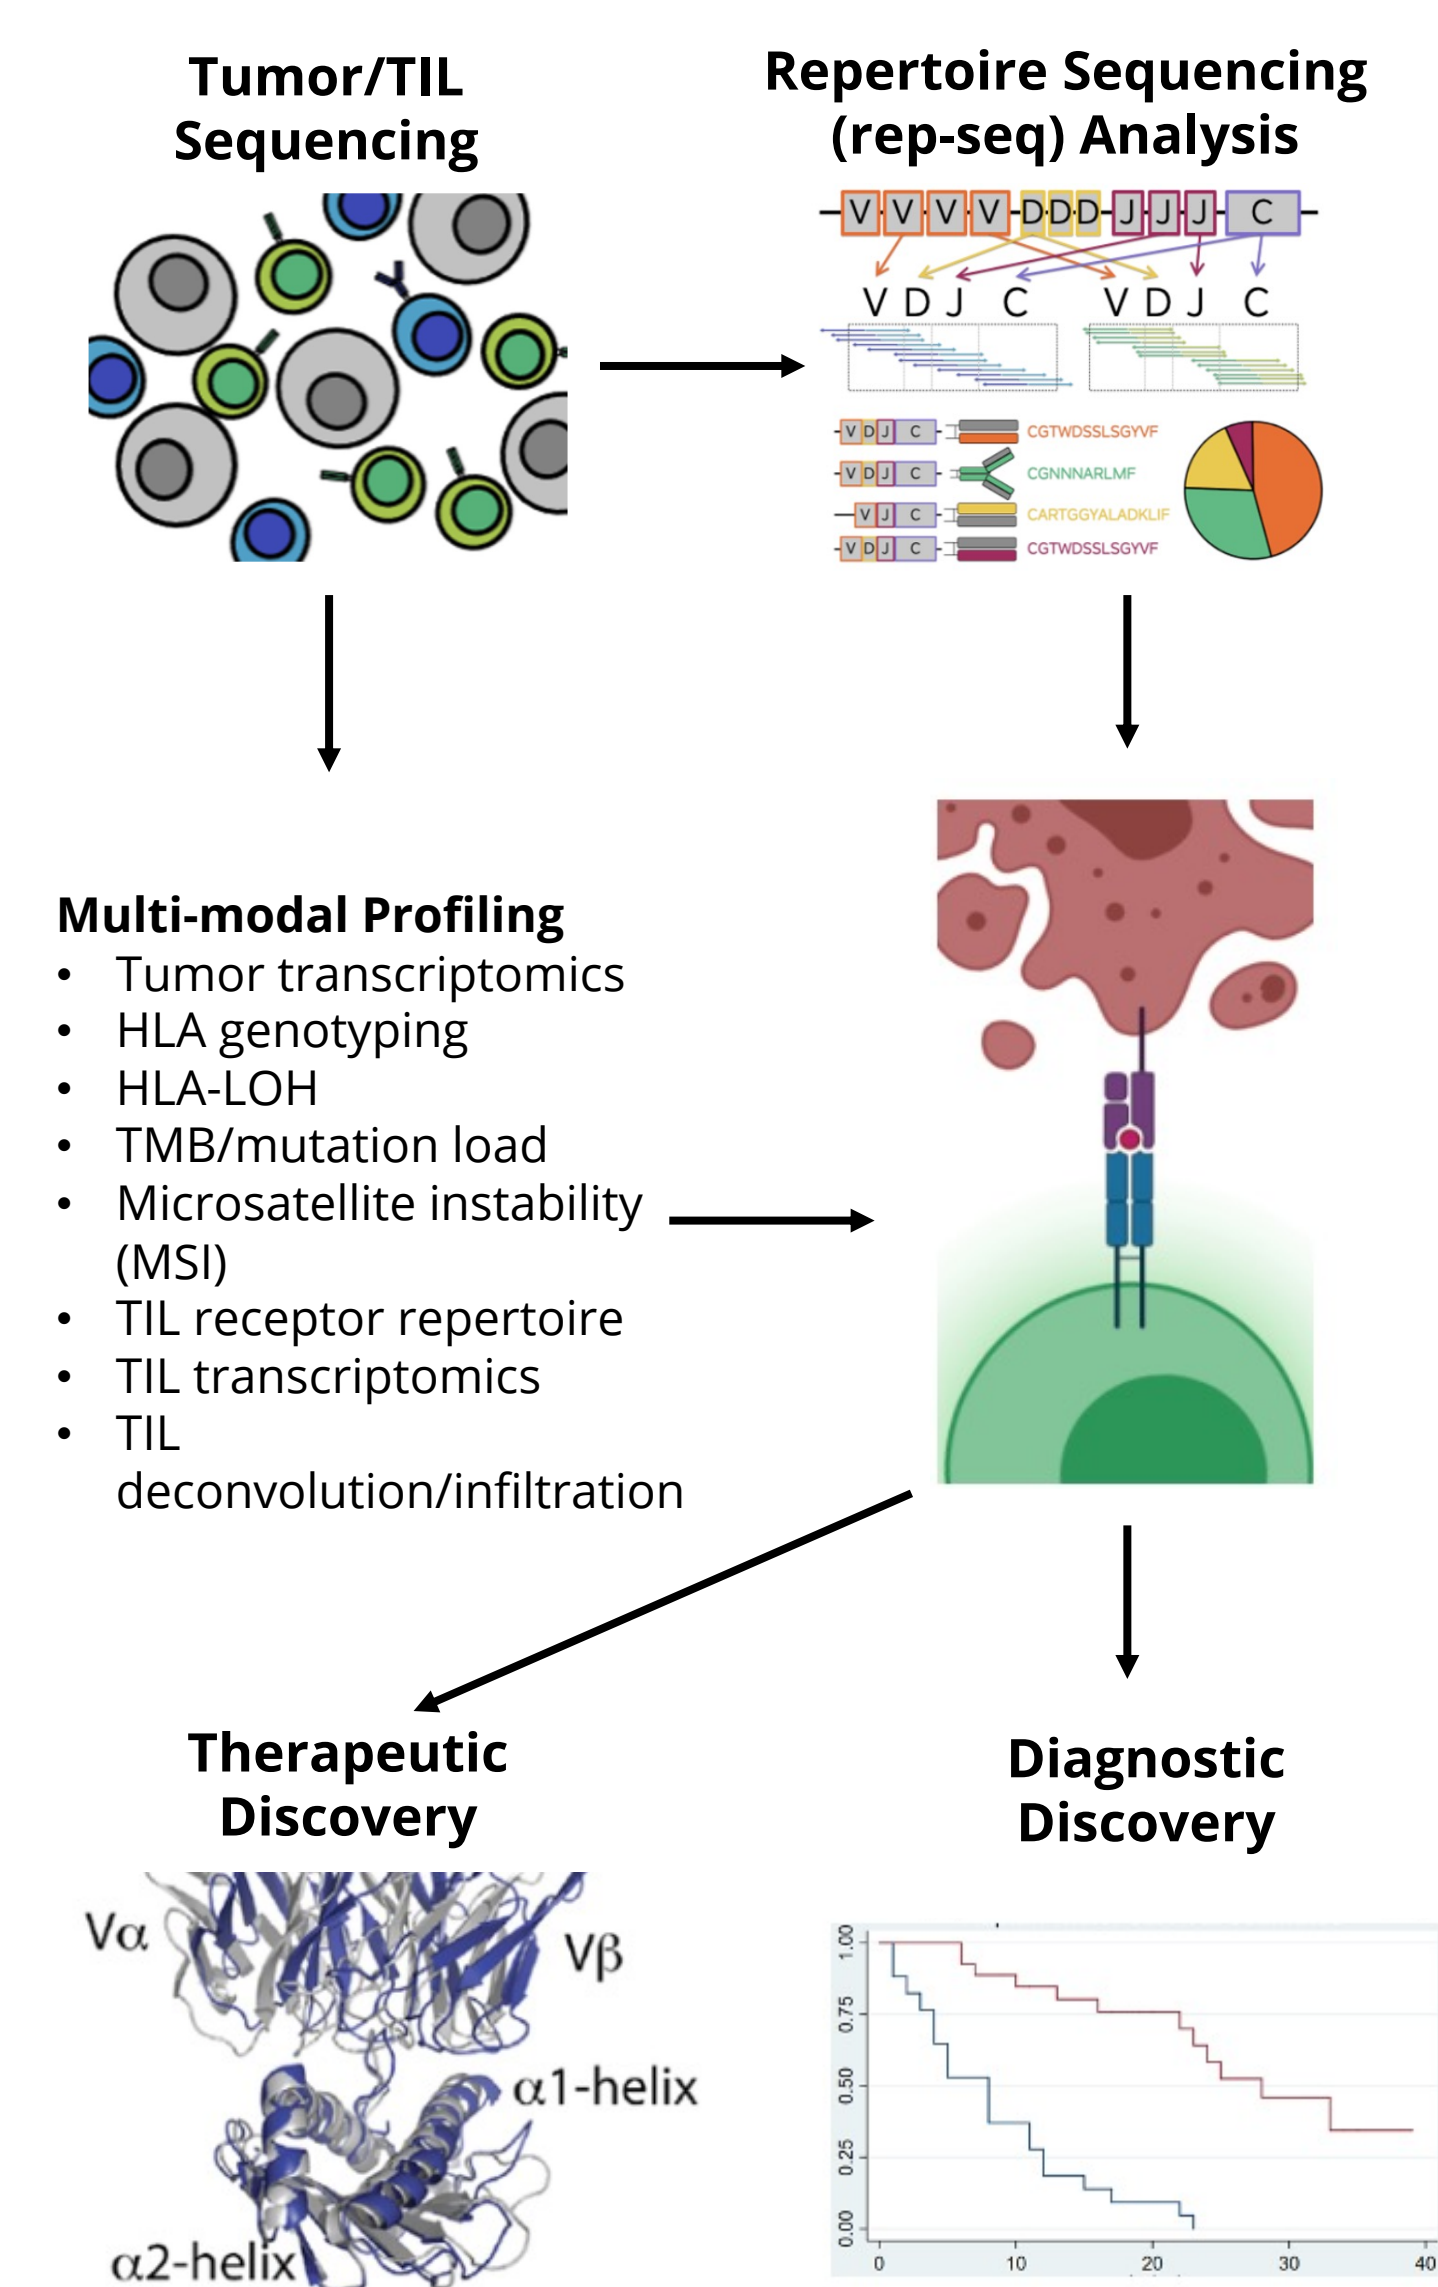 Tumor/TIL
Sequencing
Repertoire Sequencing
(rep-seq) Analysis
V V V V D D D J J J C
V D J C V D J C
V D J C CGTWDSSLSGYVF
V D J C CGNNNARLMF
V J C CARTGGYALADKLIF
V D J C CGTWDSSLSGYVF
Multi-modal Profiling
• Tumor transcriptomics
• HLA genotyping
• HLA-LOH
• TMB/mutation load
• Microsatellite instability
(MSI)
• TIL receptor repertoire
• TIL transcriptomics
• TIL
deconvolution/infiltration
Therapeutic
Discovery
Vα
Vβ
α1-helix
α2-helix
Diagnostic
Discovery
1.00
0.75
0.50
0.25
0.00
0 10 20 30 40